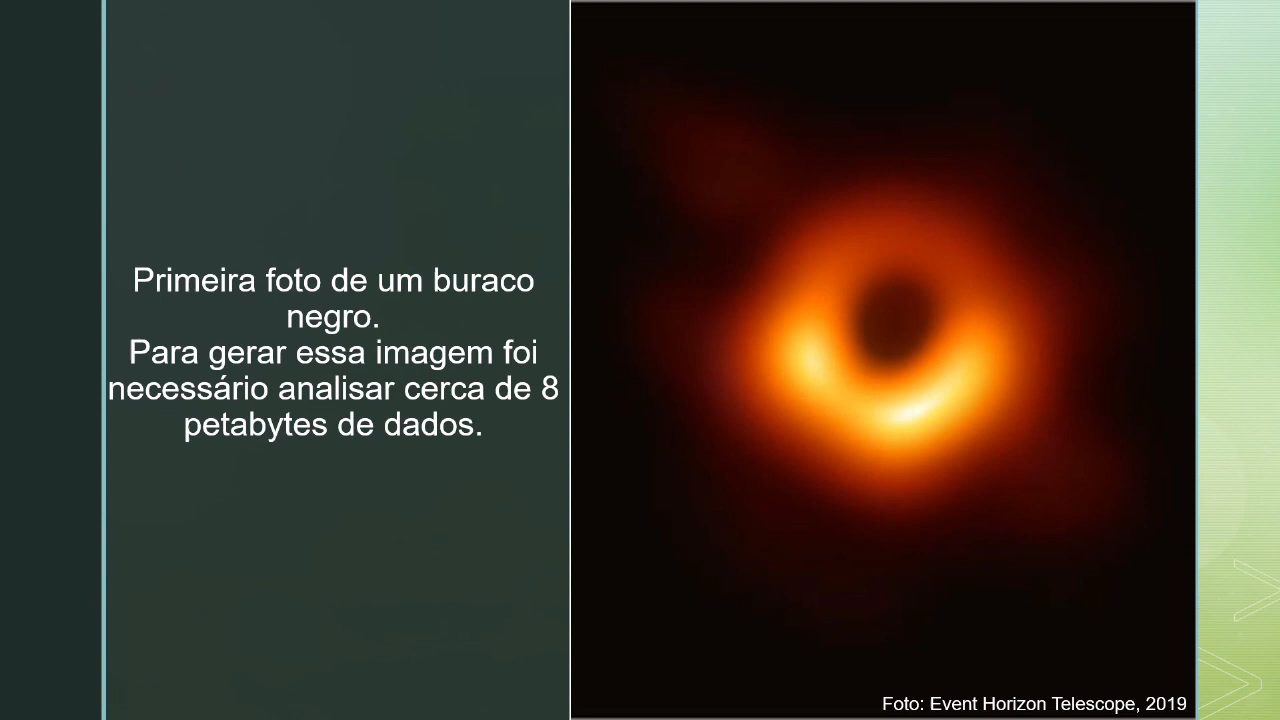 Primeira foto de um buraco
negro.
Para gerar essa imagem foi
necessário analisar cerca de 8
petabytes de dados.
Foto: Event Horizon Telescope, 2019